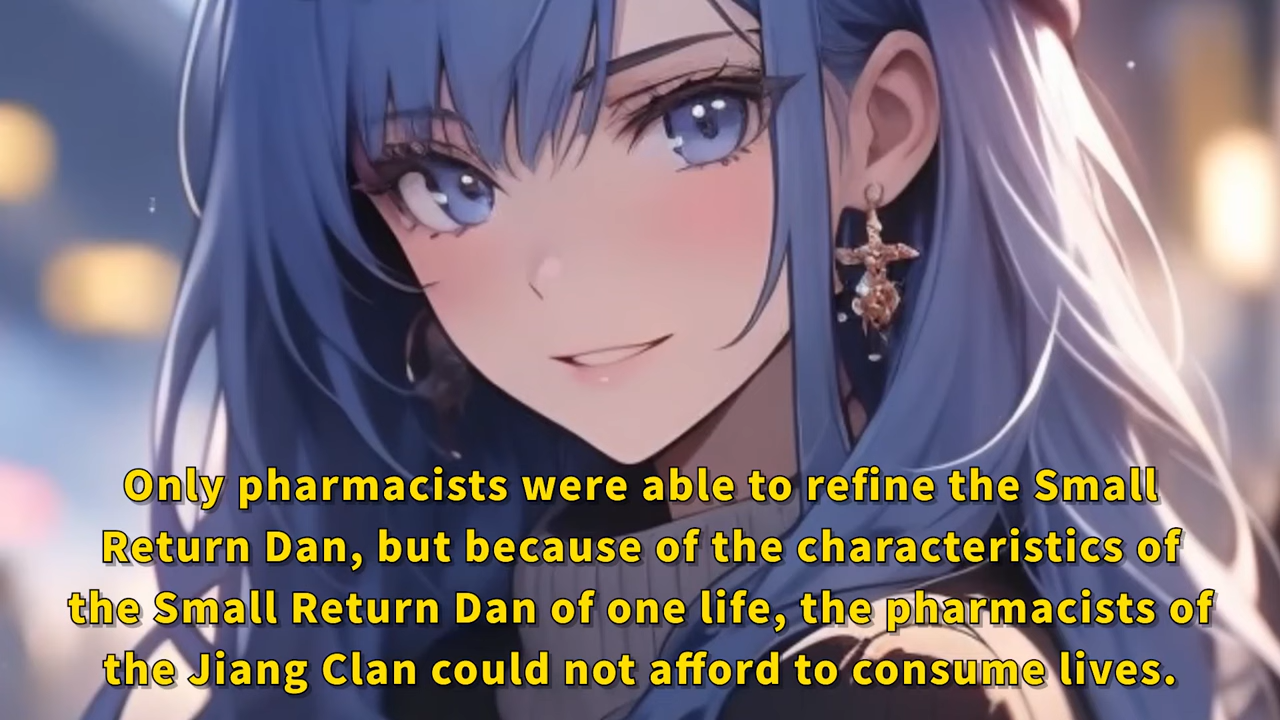 Only pharmacists were able to refine the Small
Return Dan, but because of the characteristics of
the Small Return Dan of one life, the pharmacists of
the Jiang Clan could not afford to consume lives.